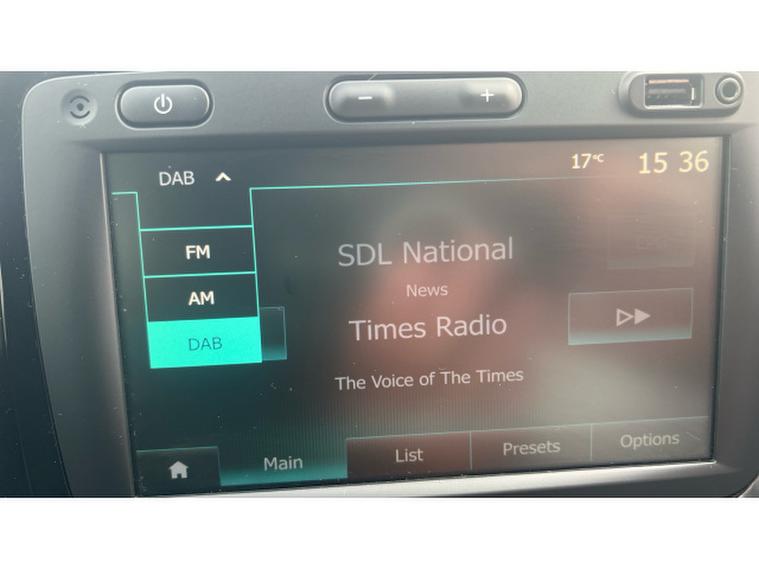 DAB
17°C
15 36
FM
AM
DAB
SDL National
News
Times Radio
The Voice of The Times
Main
List
Presets
Options